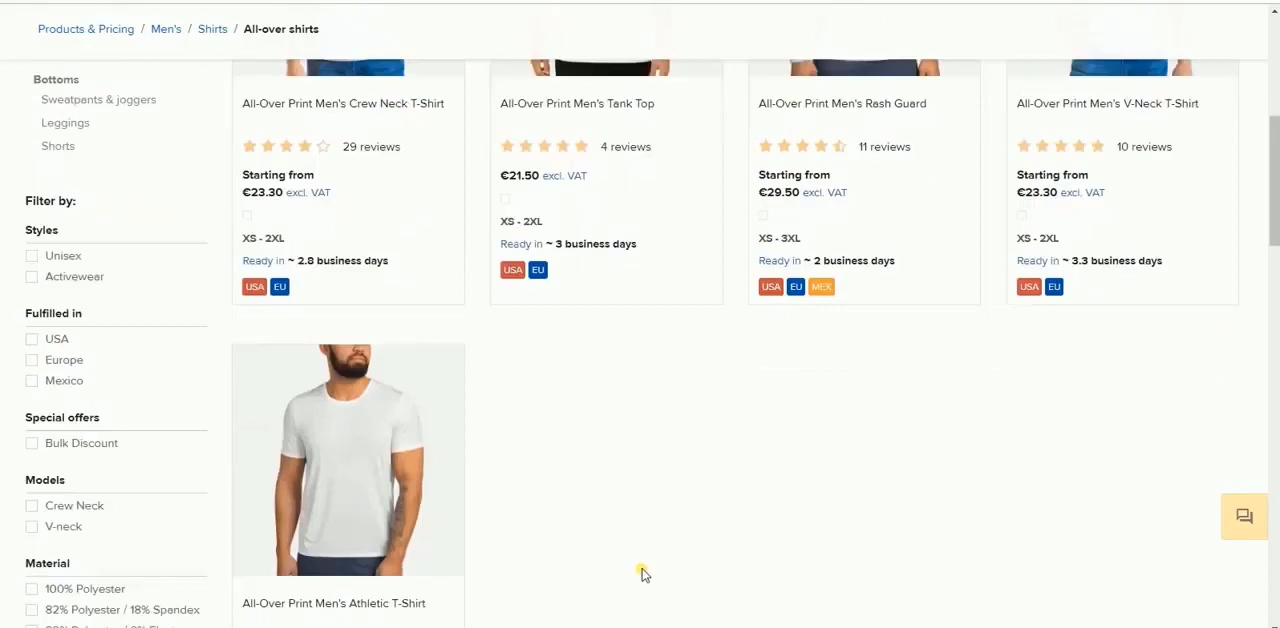 Products & Pricing / Men's / Shirts / All-over shirts
Bottoms
Sweatpants & joggers
Leggings
Shorts
Filter by:
Styles
Unisex
Activewear
Fulfilled in
USA
Europe
Mexico
Special offers
Bulk Discount
Models
Crew Neck
V-neck
Material
100% Polyester
82% Polyester / 18% Spandex
All-Over Print Men's Crew Neck T-Shirt
29 reviews
Starting from
€23.30 excl. VAT
XS - 2XL
Ready in ~ 2.8 business days
USA EU
All-Over Print Men's Tank Top
4 reviews
€21.50 excl. VAT
XS - 2XL
Ready in ~ 3 business days
USA EU
All-Over Print Men's Rash Guard
11 reviews
Starting from
€29.50 excl. VAT
XS - 3XL
Ready in ~ 2 business days
USA EU MEX
All-Over Print Men's V-Neck T-Shirt
10 reviews
Starting from
€23.30 excl. VAT
XS - 2XL
Ready in ~ 3.3 business days
USA EU
All-Over Print Men's Athletic T-Shirt